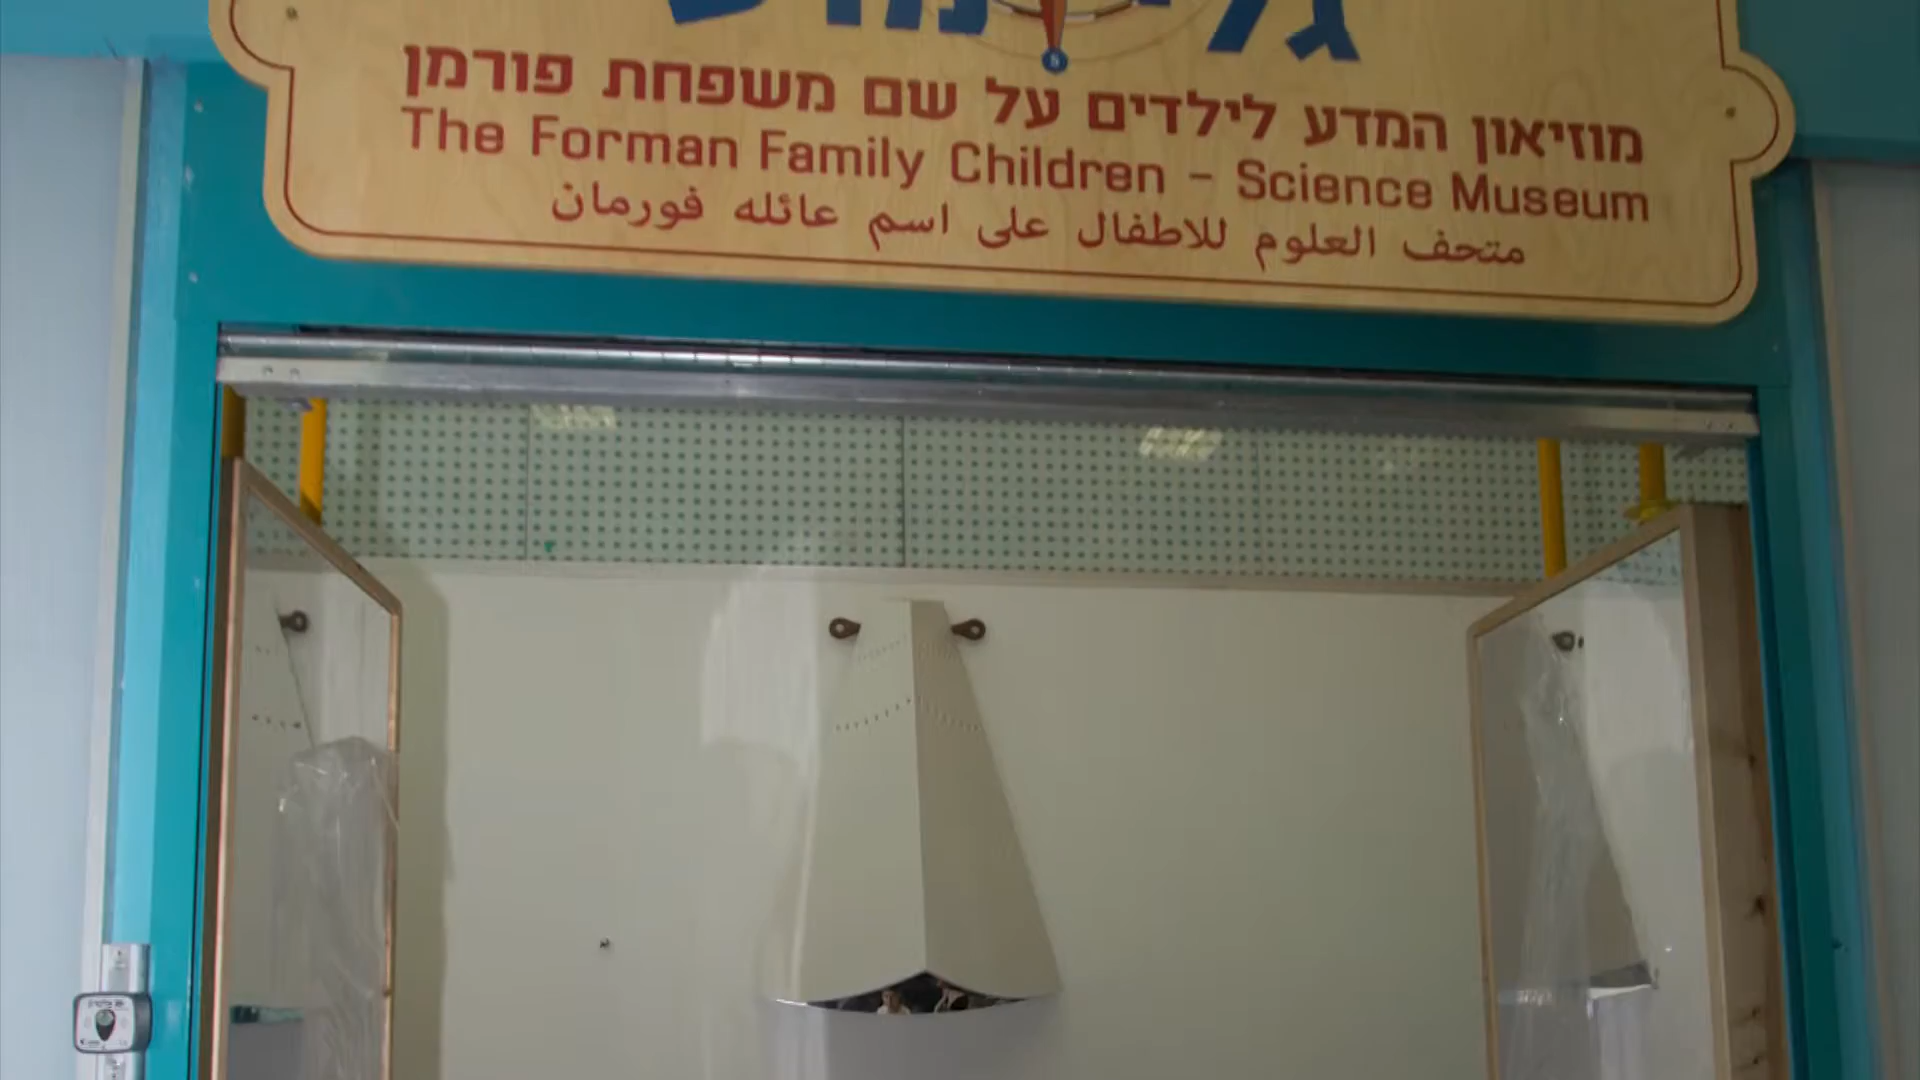 מוזיאון המדע לילדים על שם משפחת פורמן
The Forman Family Children - Science Museum
متحف العلوم للاطفال على اسم عائله فورمان